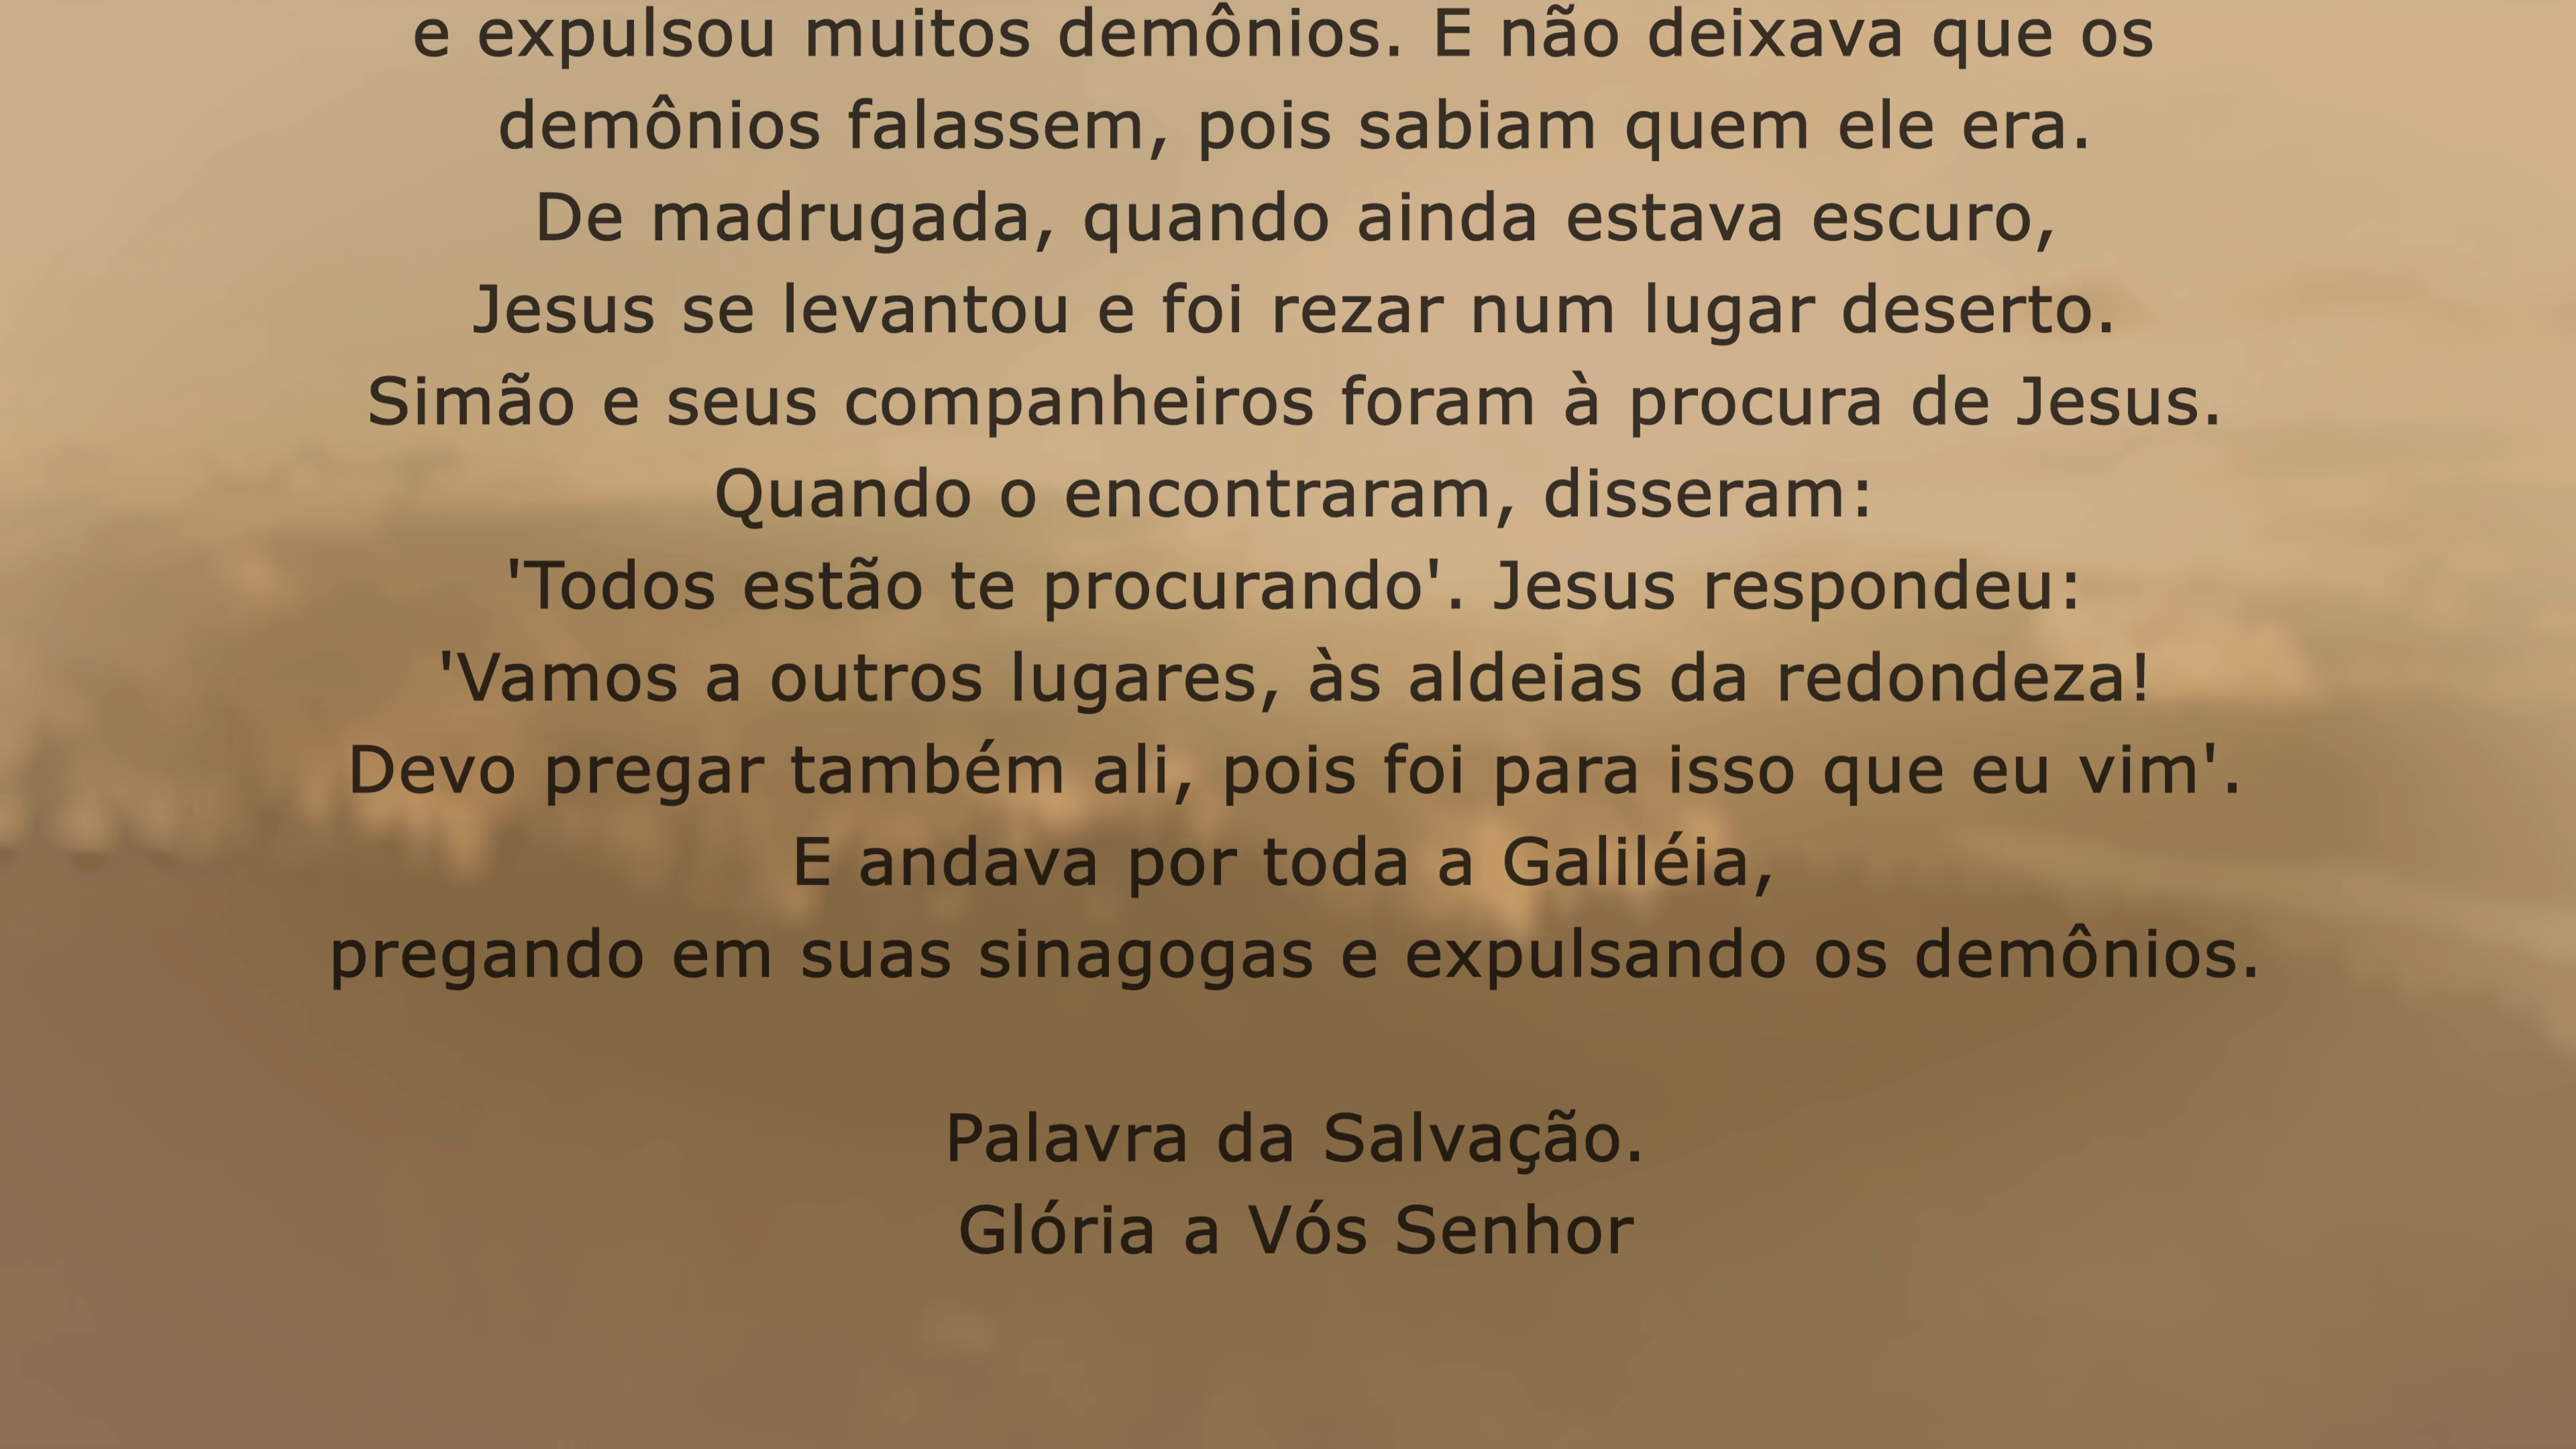 e expulsou muitos demônios. E não deixava que os
demônios falassem, pois sabiam quem ele era.
De madrugada, quando ainda estava escuro,
Jesus se levantou e foi rezar num lugar deserto.
Simão e seus companheiros foram à procura de Jesus.
Quando o encontraram, disseram:
'Todos estão te procurando'. Jesus respondeu:
'Vamos a outros lugares, às aldeias da redondeza!
Devo pregar também ali, pois foi para isso que eu vim'.
E andava por toda a Galiléia,
pregando em suas sinagogas e expulsando os demônios.
Palavra da Salvação.
Glória a Vós Senhor